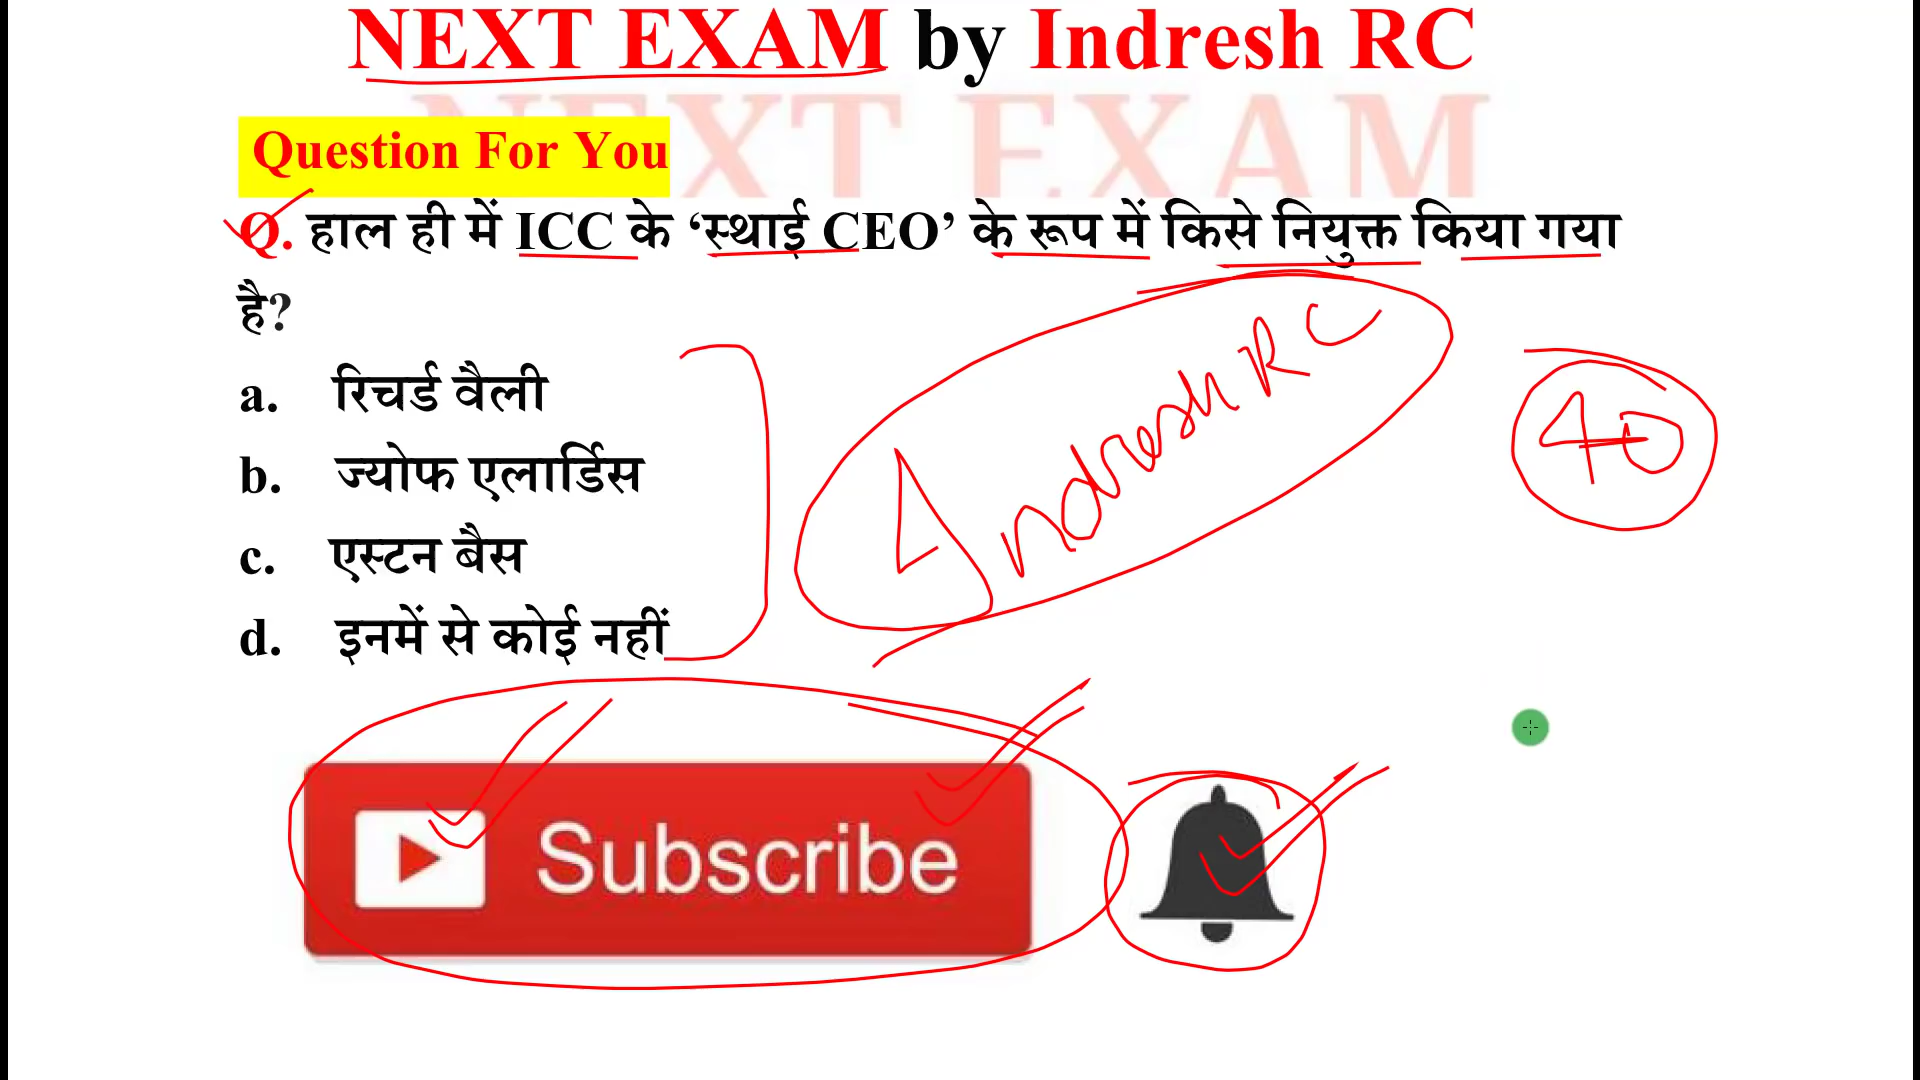 NEXT EXAM by Indresh RC
NEXT EXAM
Question For You
Q. हाल ही में ICC के ‘स्थाई CEO’ के रूप में किसे नियुक्त किया गया
है?
a. रिचर्ड वैली
b. ज्योफ एलार्डिस
c. एस्टन बैस
d. इनमें से कोई नहीं
Indresh RC
40
Subscribe